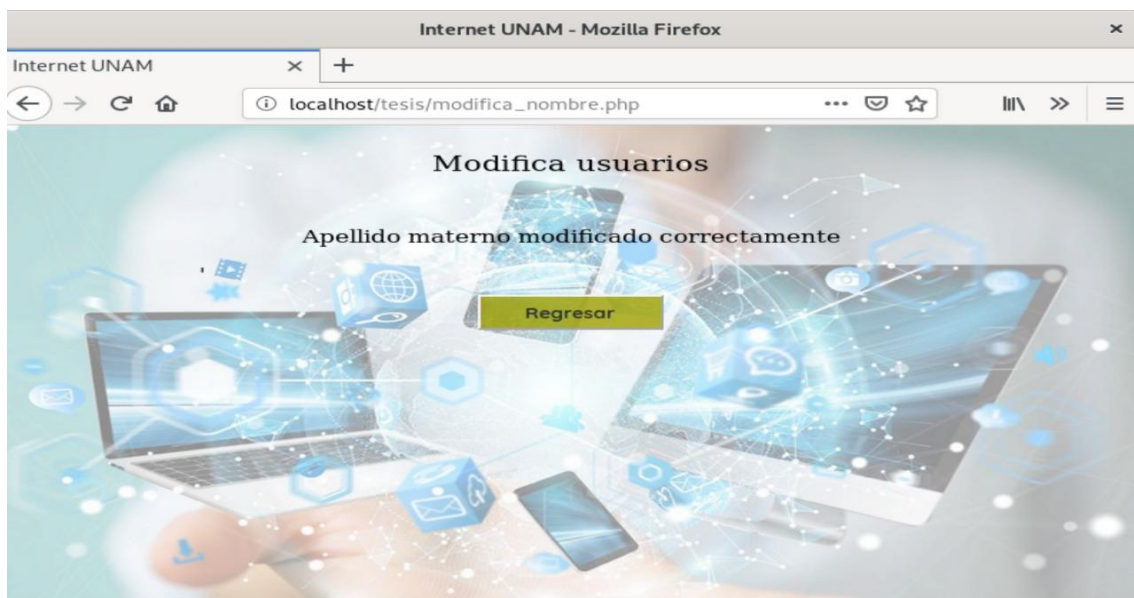 Internet UNAM - Mozilla Firefox
Internet UNAM
localhost/tesis/modifica_nombre.php
Modifica usuarios
Apellido materno modificado correctamente
Regresar